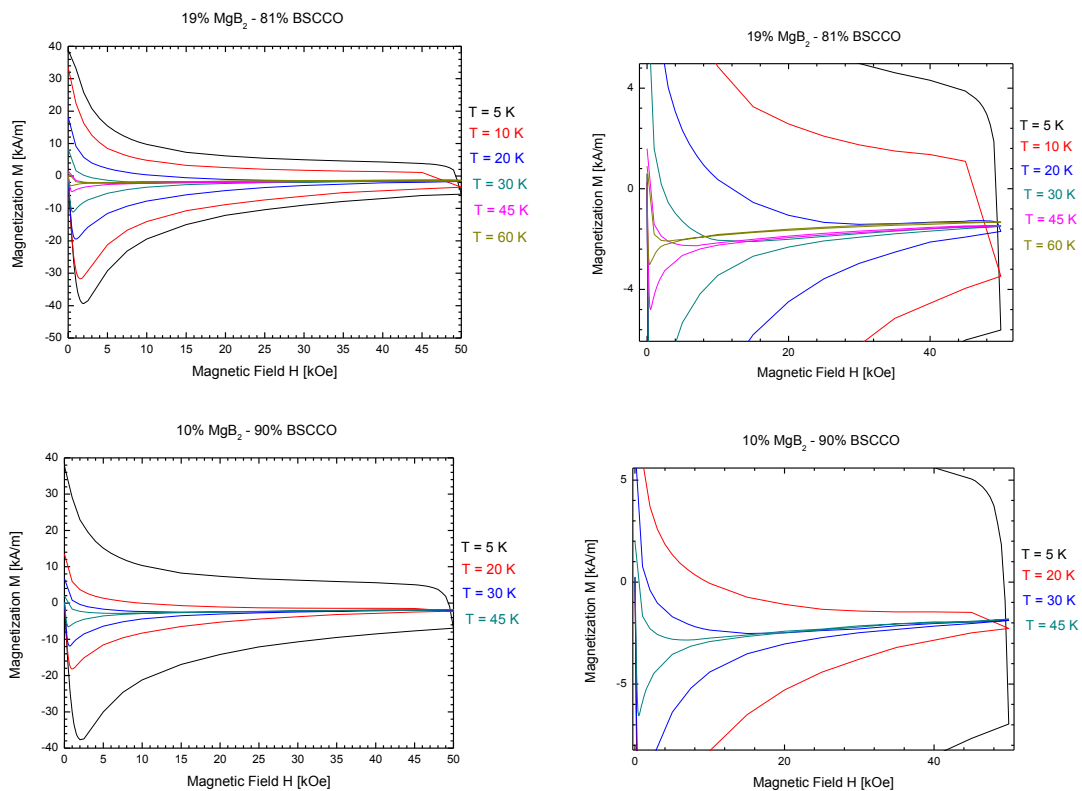 19% MgB2 - 81% BSCCO
40
30
20
10
0
-10
-20
-30
-40
-50
0 5 10 15 20 25 30 35 40 45 50
Magnetization M [kA/m]
Magnetic Field H [kOe]
T = 5 K
T = 10 K
T = 20 K
T = 30 K
T = 45 K
T = 60 K
19% MgB2 - 81% BSCCO
4
0
-4
0 20 40
Magnetization M [kA/m]
Magnetic Field H [kOe]
T = 5 K
T = 10 K
T = 20 K
T = 30 K
T = 45 K
T = 60 K
10% MgB2 - 90% BSCCO
40
30
20
10
0
-10
-20
-30
-40
0 5 10 15 20 25 30 35 40 45 50
Magnetization M [kA/m]
Magnetic Field H [kOe]
T = 5 K
T = 20 K
T = 30 K
T = 45 K
10% MgB2 - 90% BSCCO
5
0
-5
0 20 40
Magnetization M [kA/m]
Magnetic Field H [kOe]
T = 5 K
T = 20 K
T = 30 K
T = 45 K